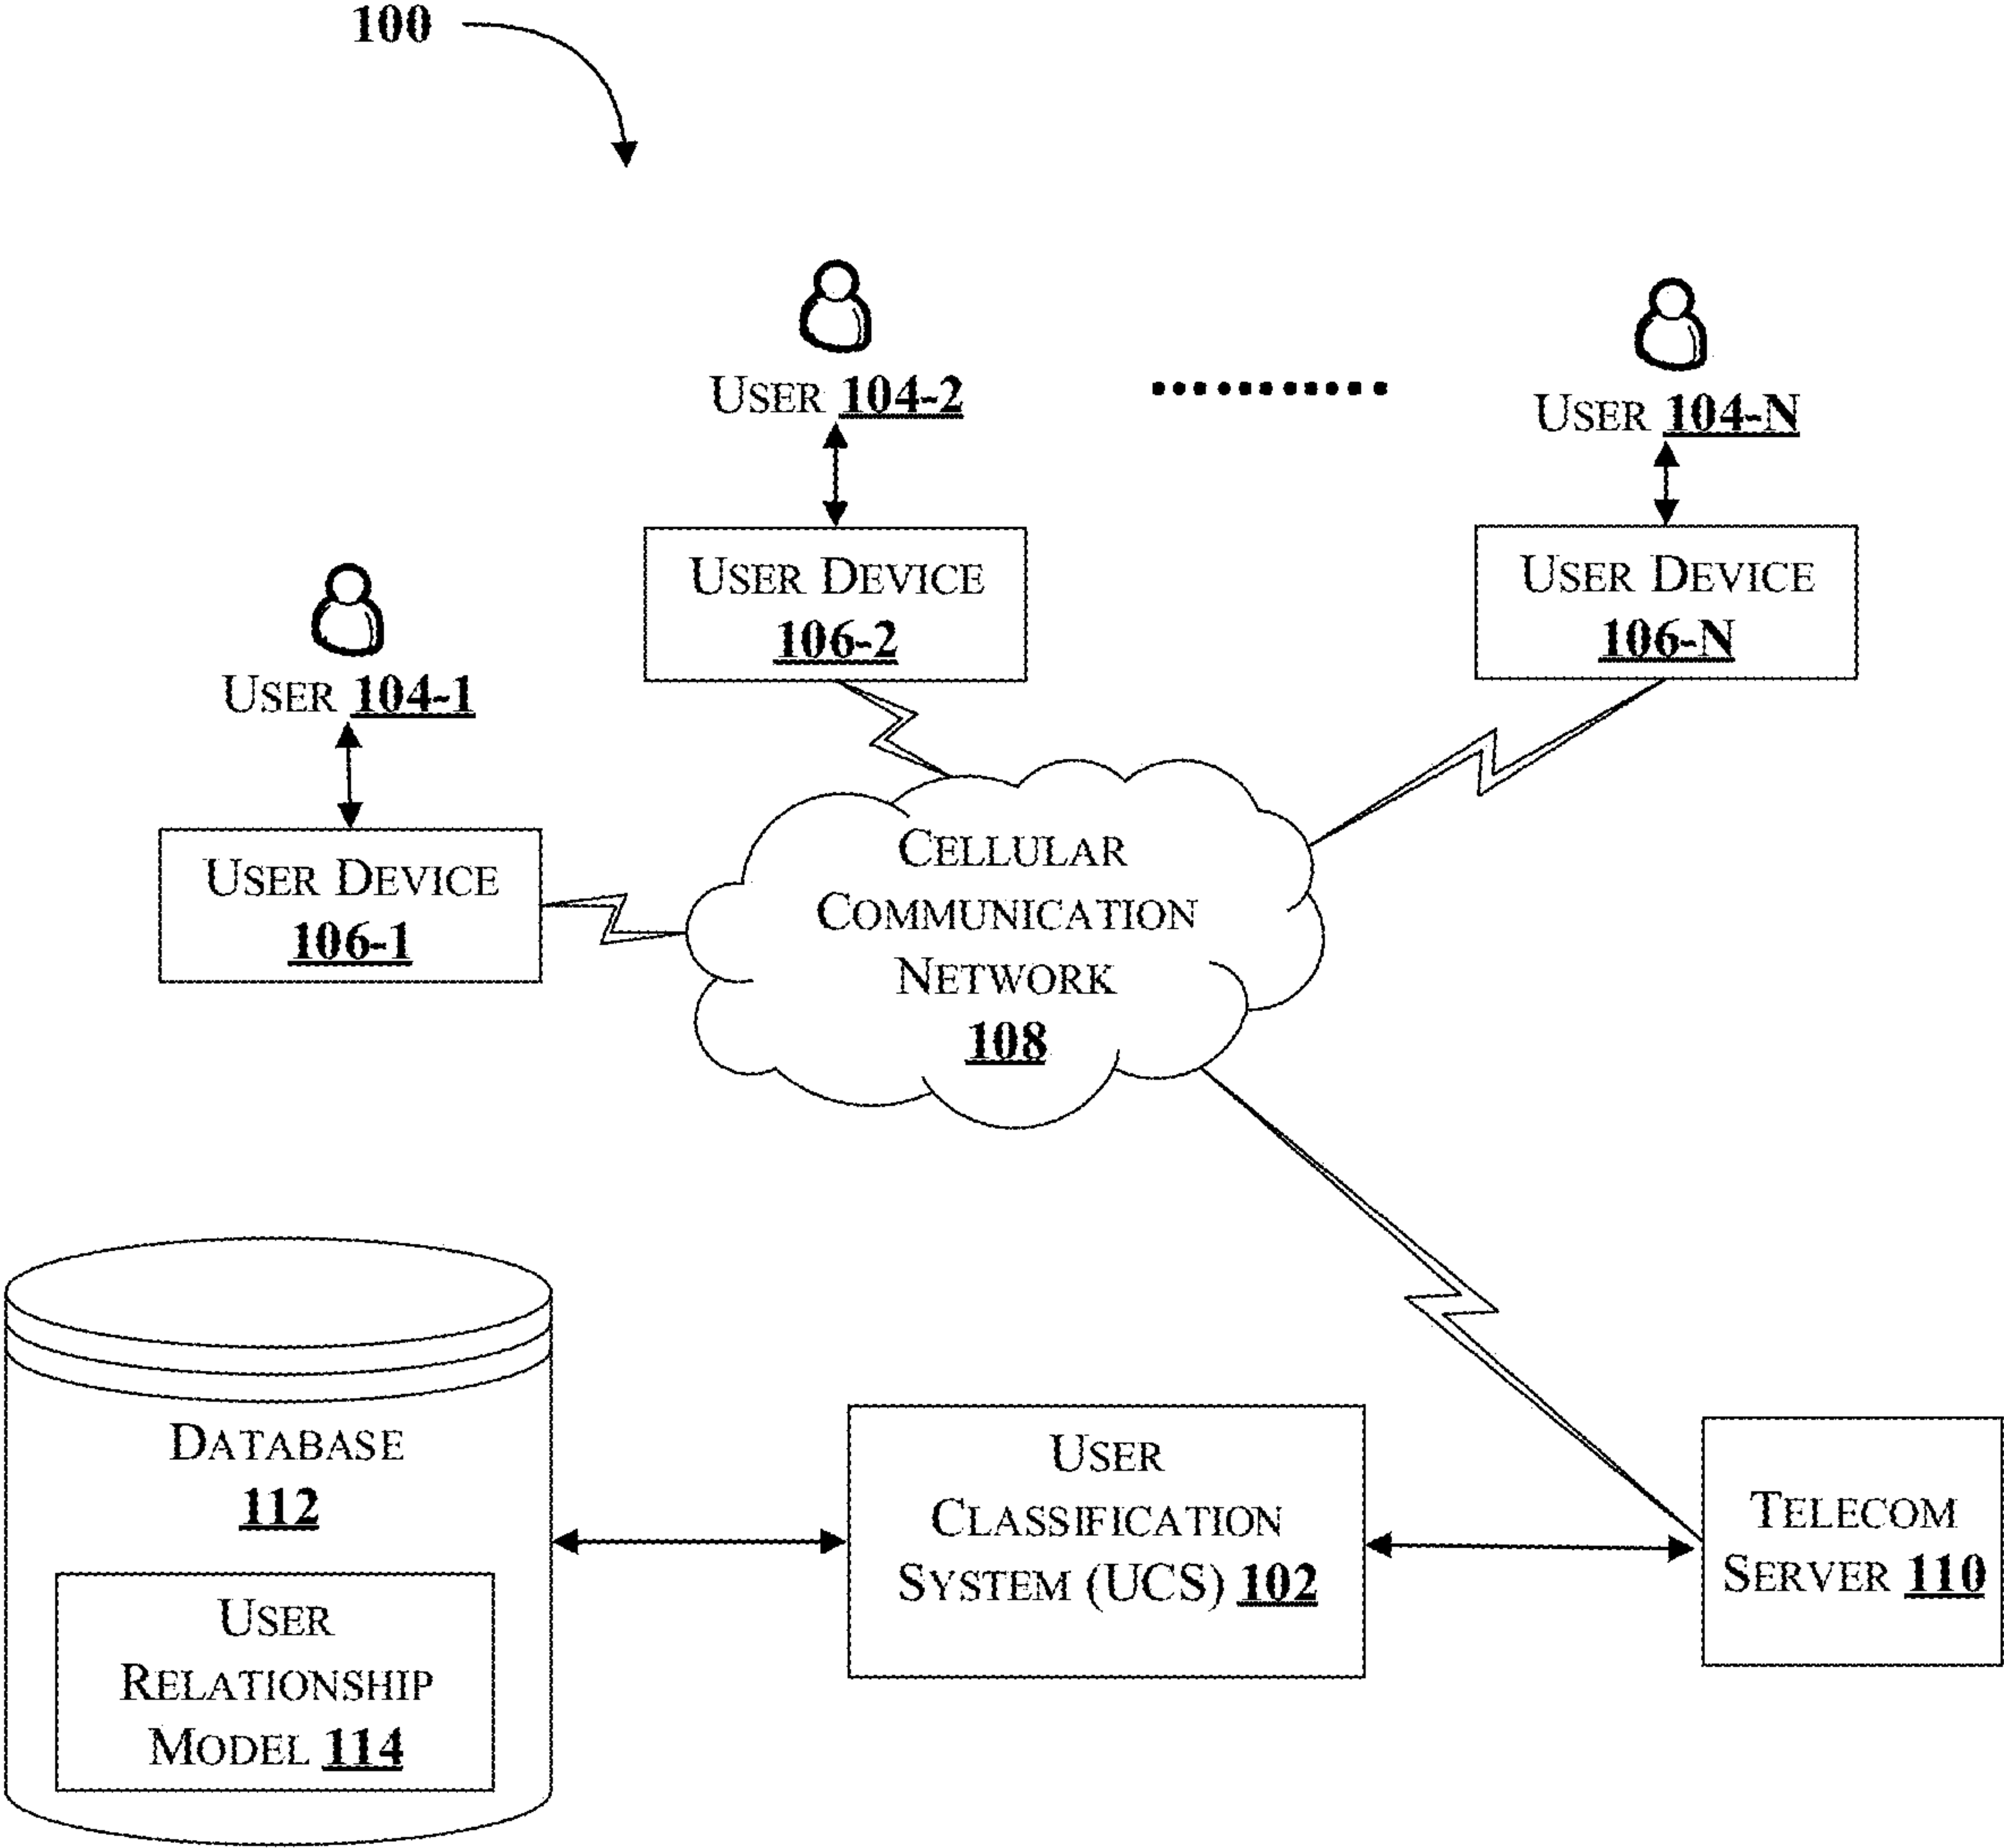 100
USER 104-2
USER 104-N
USER DEVICE
106-2
USER DEVICE
106-N
USER 104-1
USER DEVICE
106-1
CELLULAR
COMMUNICATION
NETWORK
108
DATABASE
112
USER
RELATIONSHIP
MODEL 114
USER
CLASSIFICATION
SYSTEM (UCS) 102
TELECOM
SERVER 110